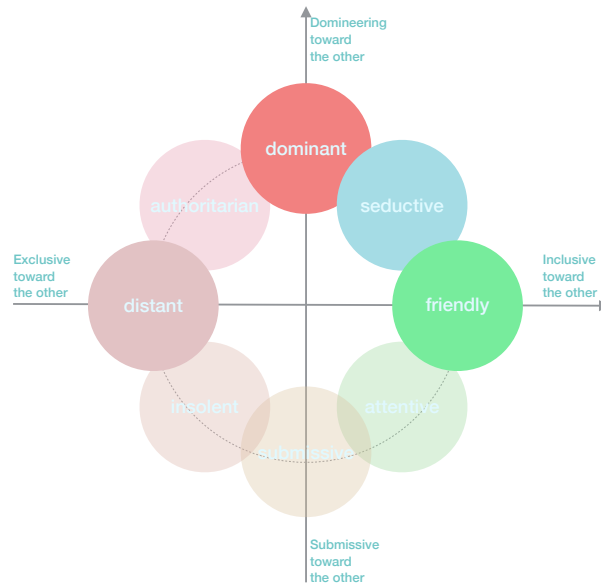 Domineering
toward
the other
dominant
authoritarian
seductive
Exclusive
toward
the other
Inclusive
toward
the other
distant
friendly
insolent
attentive
submissive
Submissive
toward
the other